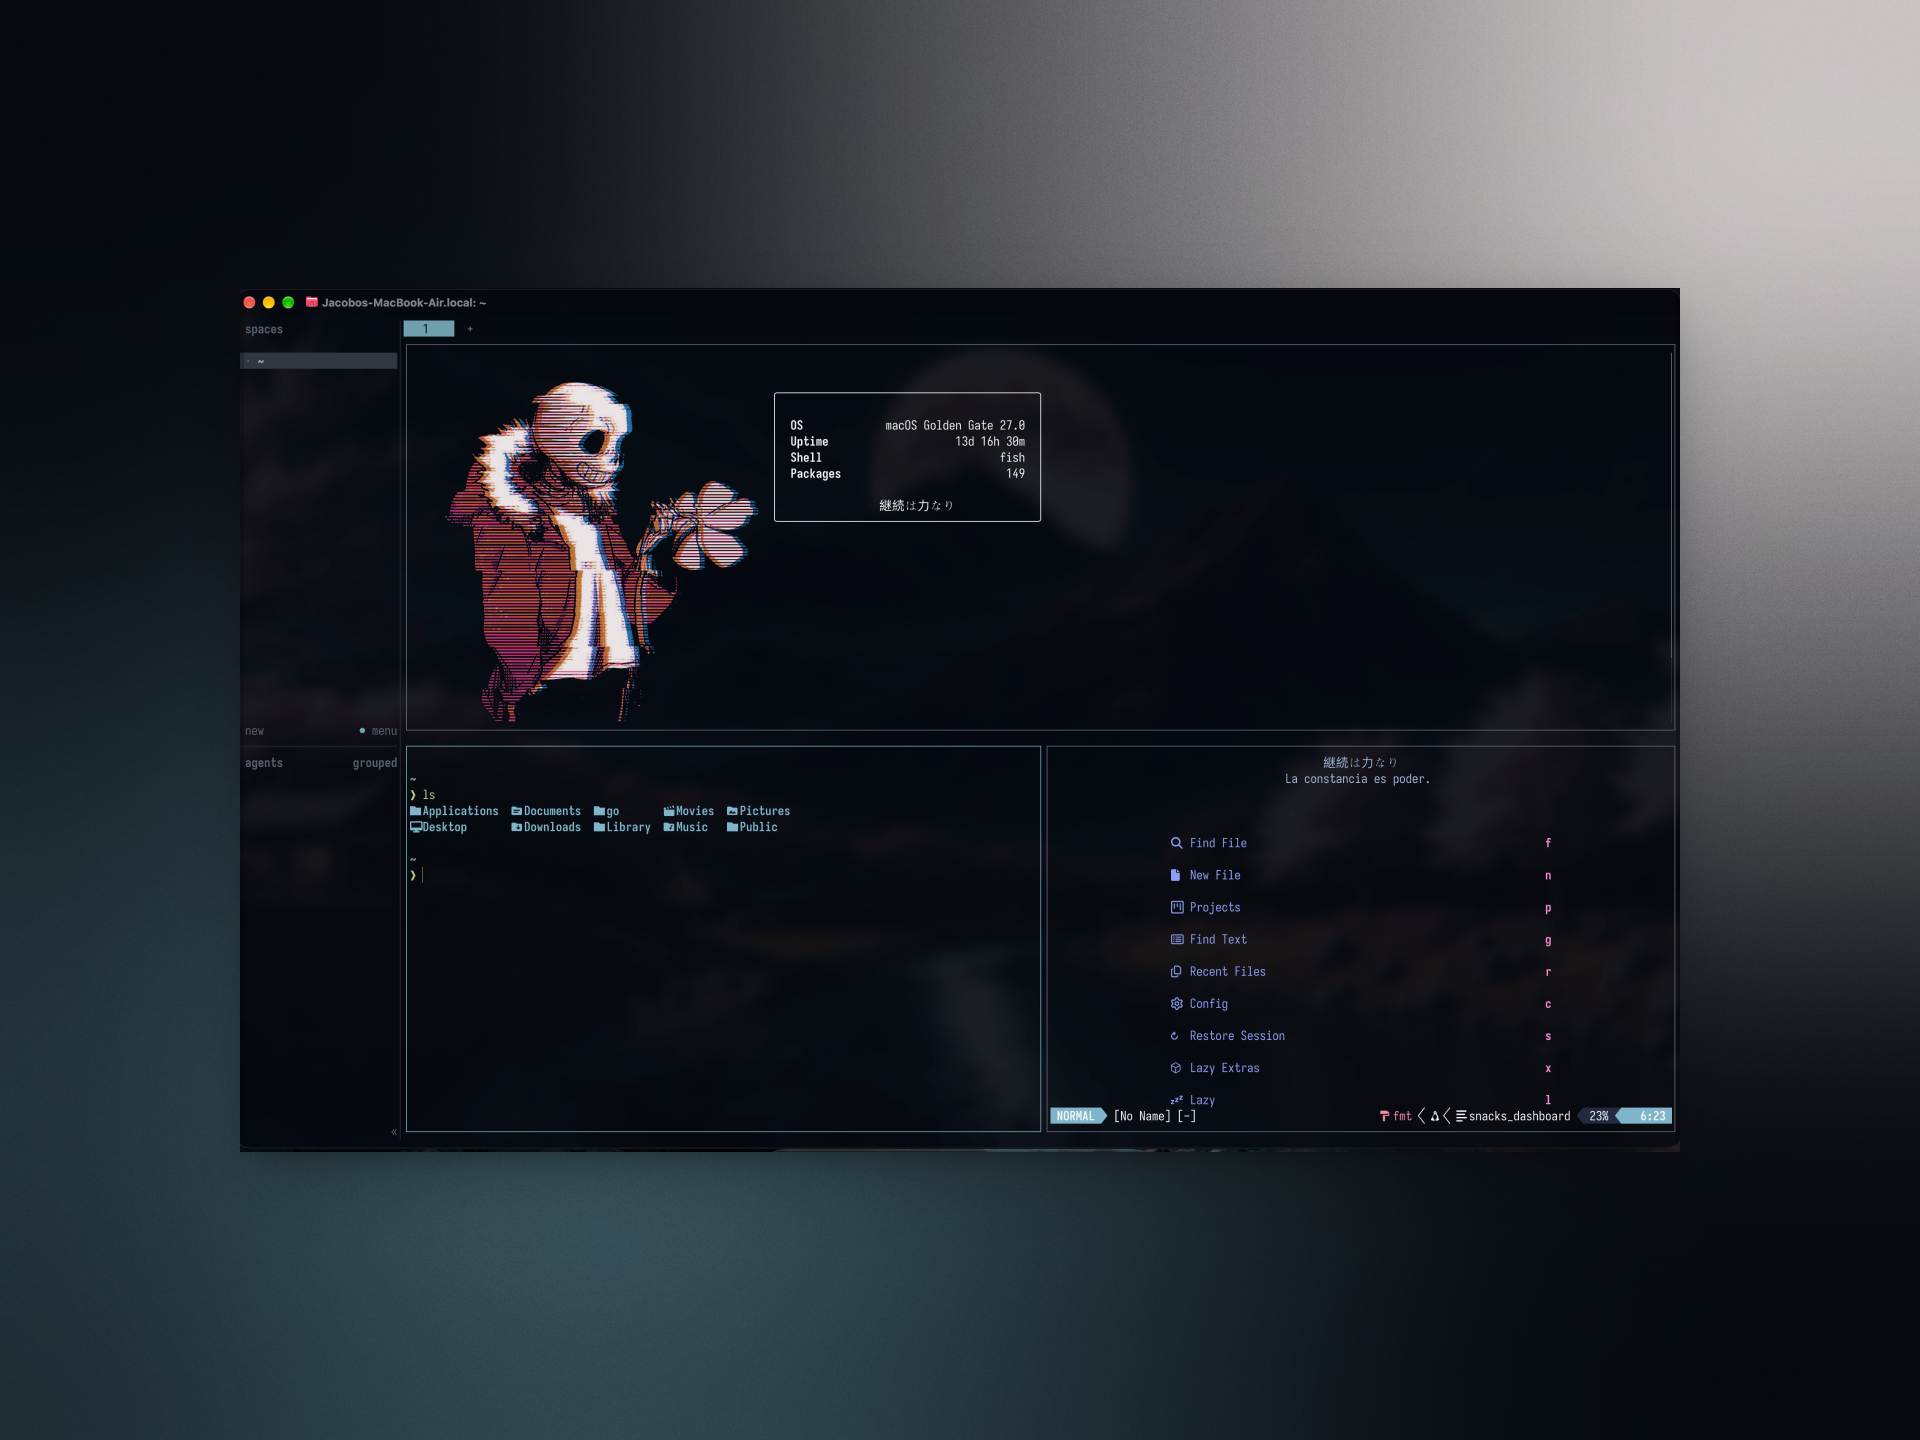 Jacobos-MacBook-Air.local: ~
spaces
1 +
~
OS macOS Golden Gate 27.0
Uptime 13d 16h 30m
Shell fish
Packages 149
継続は力なり
new menu
agents grouped
«
~
❯ ls
Applications Documents go Movies Pictures
Desktop Downloads Library Music Public
~
❯
継続は力なり
La constancia es poder.
Find File f
New File n
Projects p
Find Text g
Recent Files r
Config c
Restore Session s
Lazy Extras x
Lazy l
NORMAL [No Name] [-] fmt snacks_dashboard 23% 6:23